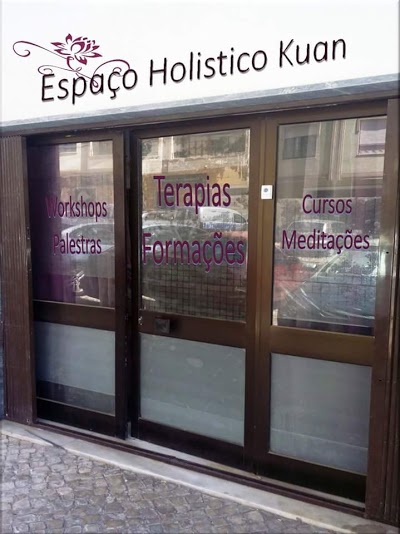 Espaço Holistico Kuan
Workshops
Palestras
Terapias
Formações
Cursos
Meditações